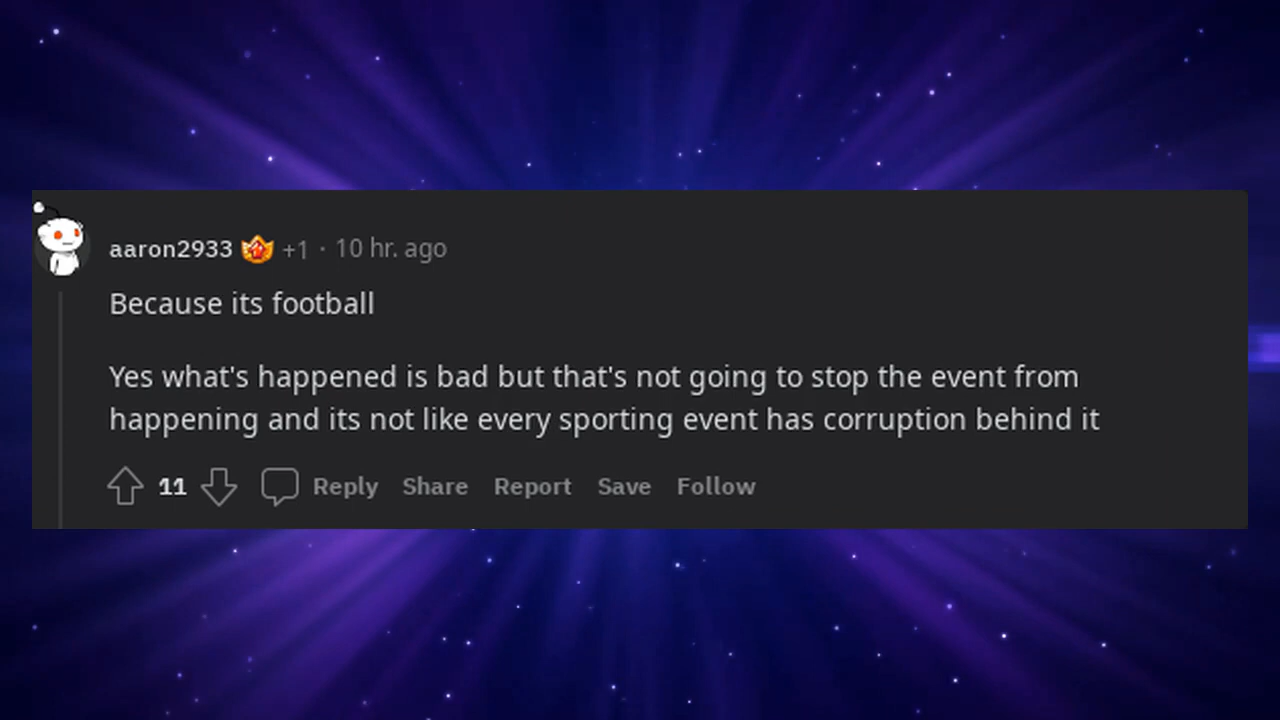 aaron2933 +1 · 10 hr. ago
Because its football
Yes what's happened is bad but that's not going to stop the event from
happening and its not like every sporting event has corruption behind it
11 Reply Share Report Save Follow